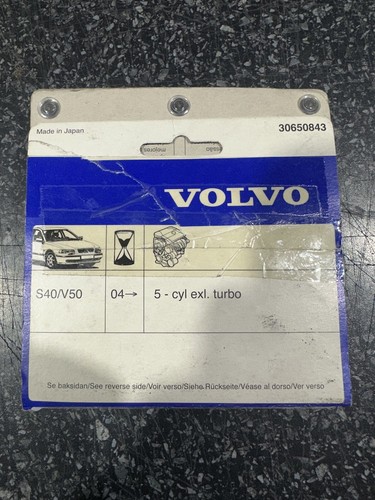 Made in Japan
30650843
VOLVO
S40/V50
04→
5 - cyl exl. turbo
Se baksidan/See reverse side/Voir verso/Siehe Rückseite/Véase al dorso/Ver verso